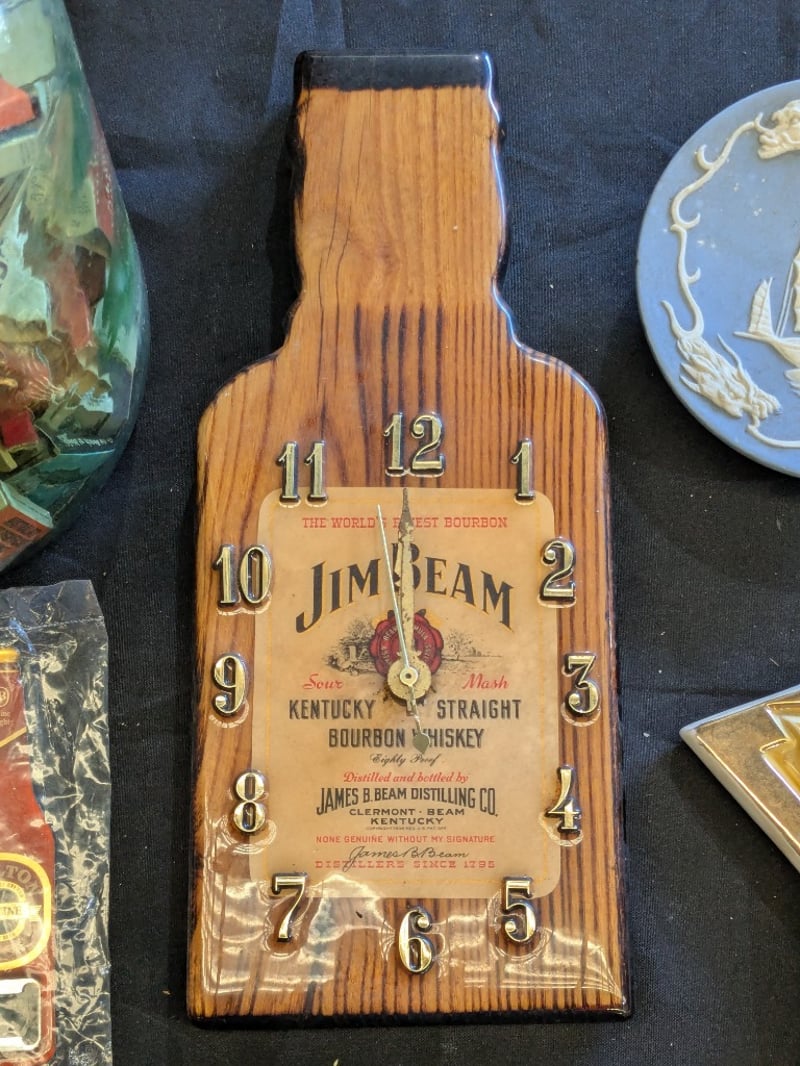 12
11
1
THE WORLD'S FINEST BOURBON
10
2
JIM BEAM
9
3
Sour Mash
KENTUCKY STRAIGHT
BOURBON WHISKEY
Eighty Proof
8
4
Distilled and bottled by
JAMES B. BEAM DISTILLING CO.
CLERMONT · BEAM
KENTUCKY
NONE GENUINE WITHOUT MY SIGNATURE
James B. Beam
DISTILLERS SINCE 1795
7
5
6